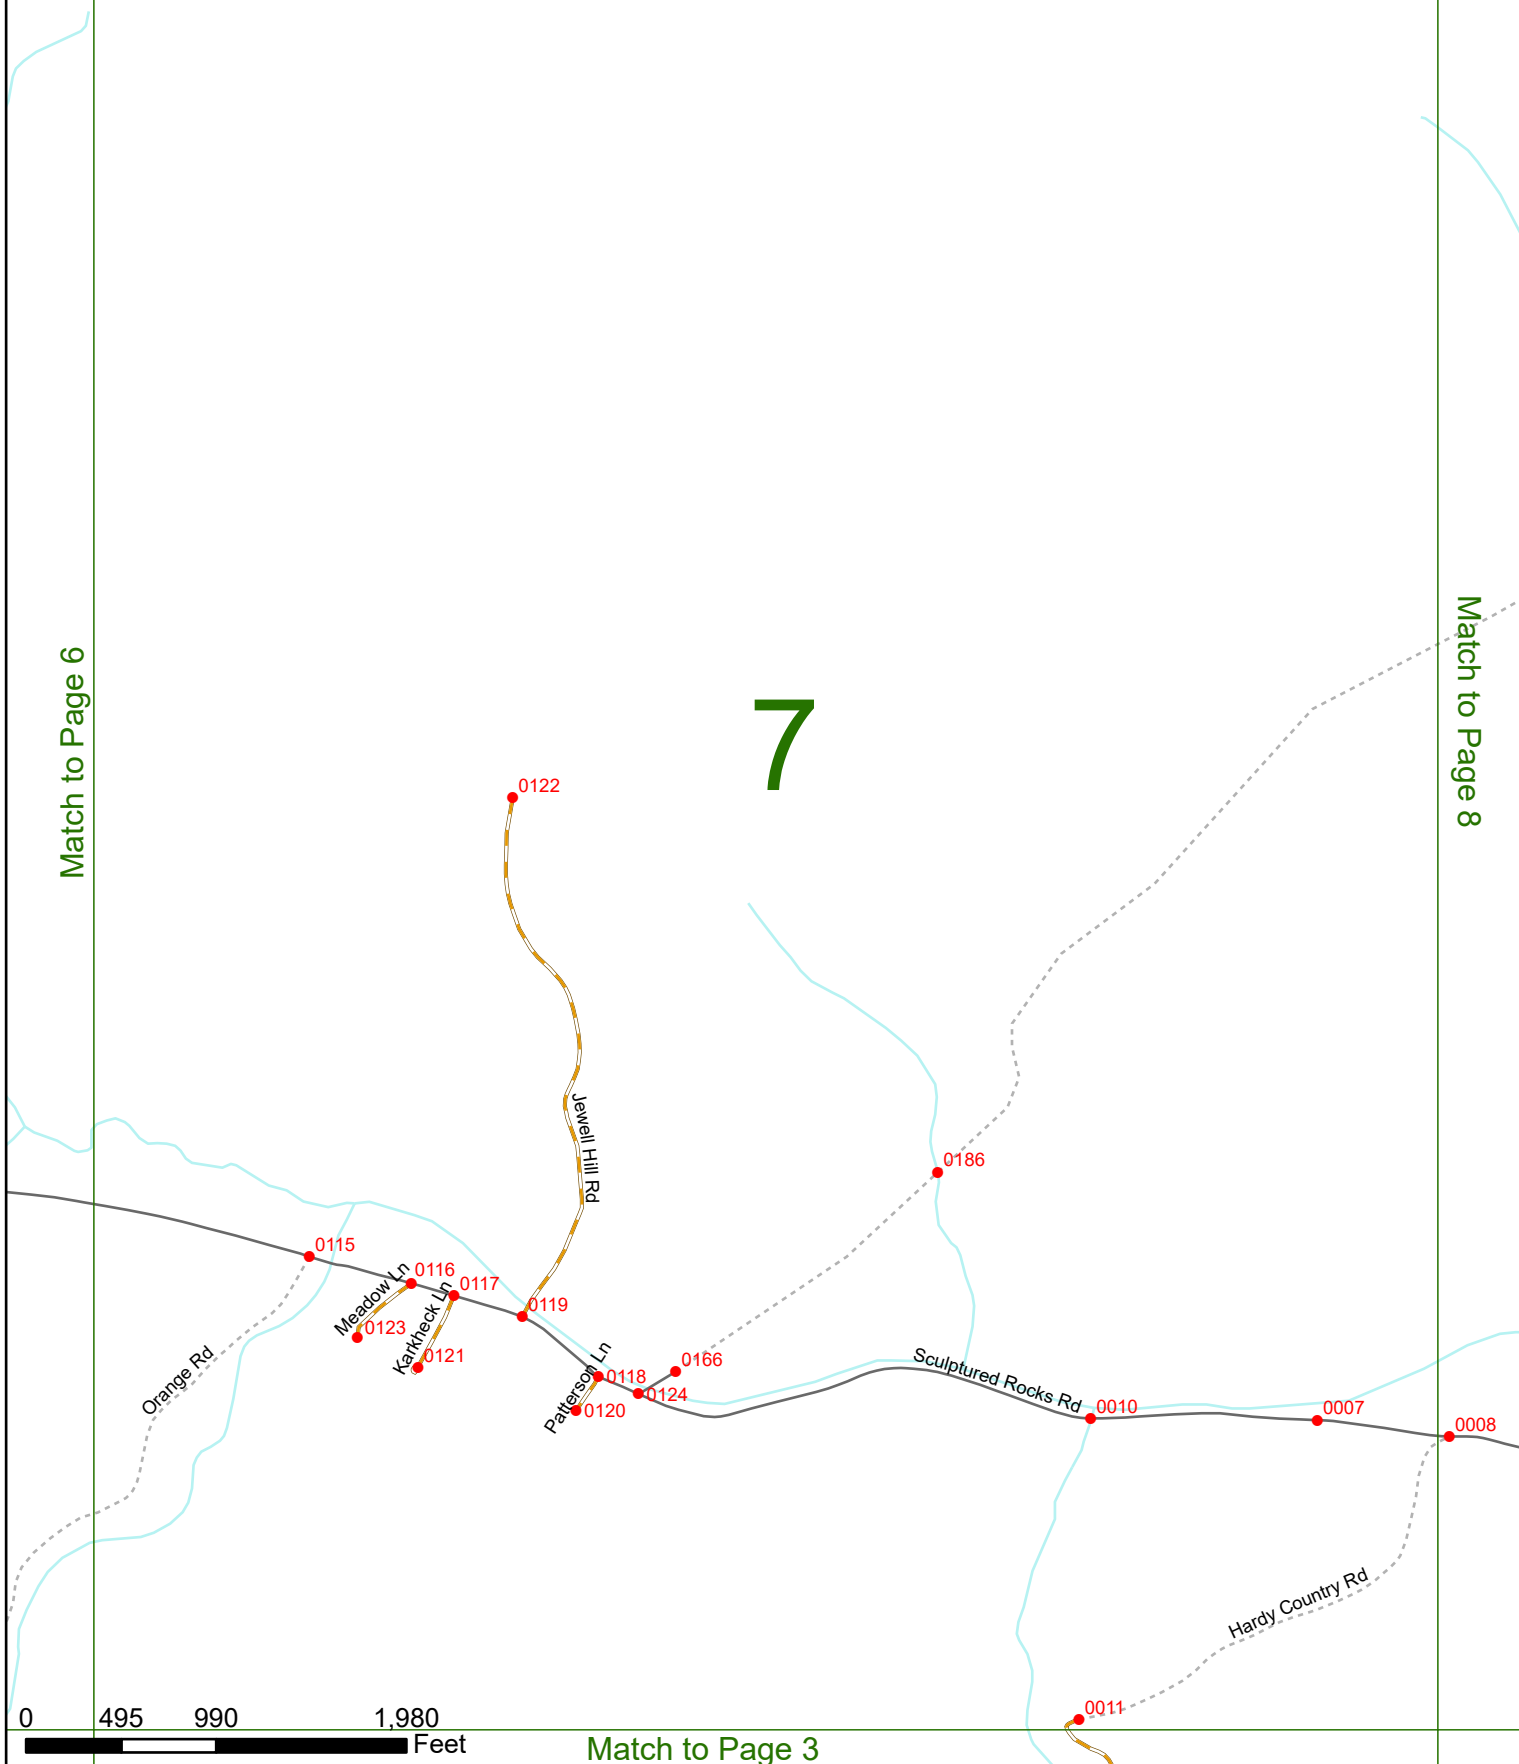 Match to Page 6
Match to Page 8
7
0122
Jewell Hill Rd
0186
0115
0116
0117
Meadow Ln
Karkheck Ln
0119
0123
0121
Orange Rd
Patterson Ln
0118
0166
0124
0120
Sculptured Rocks Rd
0010
0007
0008
Hardy Country Rd
0011
0 495 990 1,980
Feet
Match to Page 3